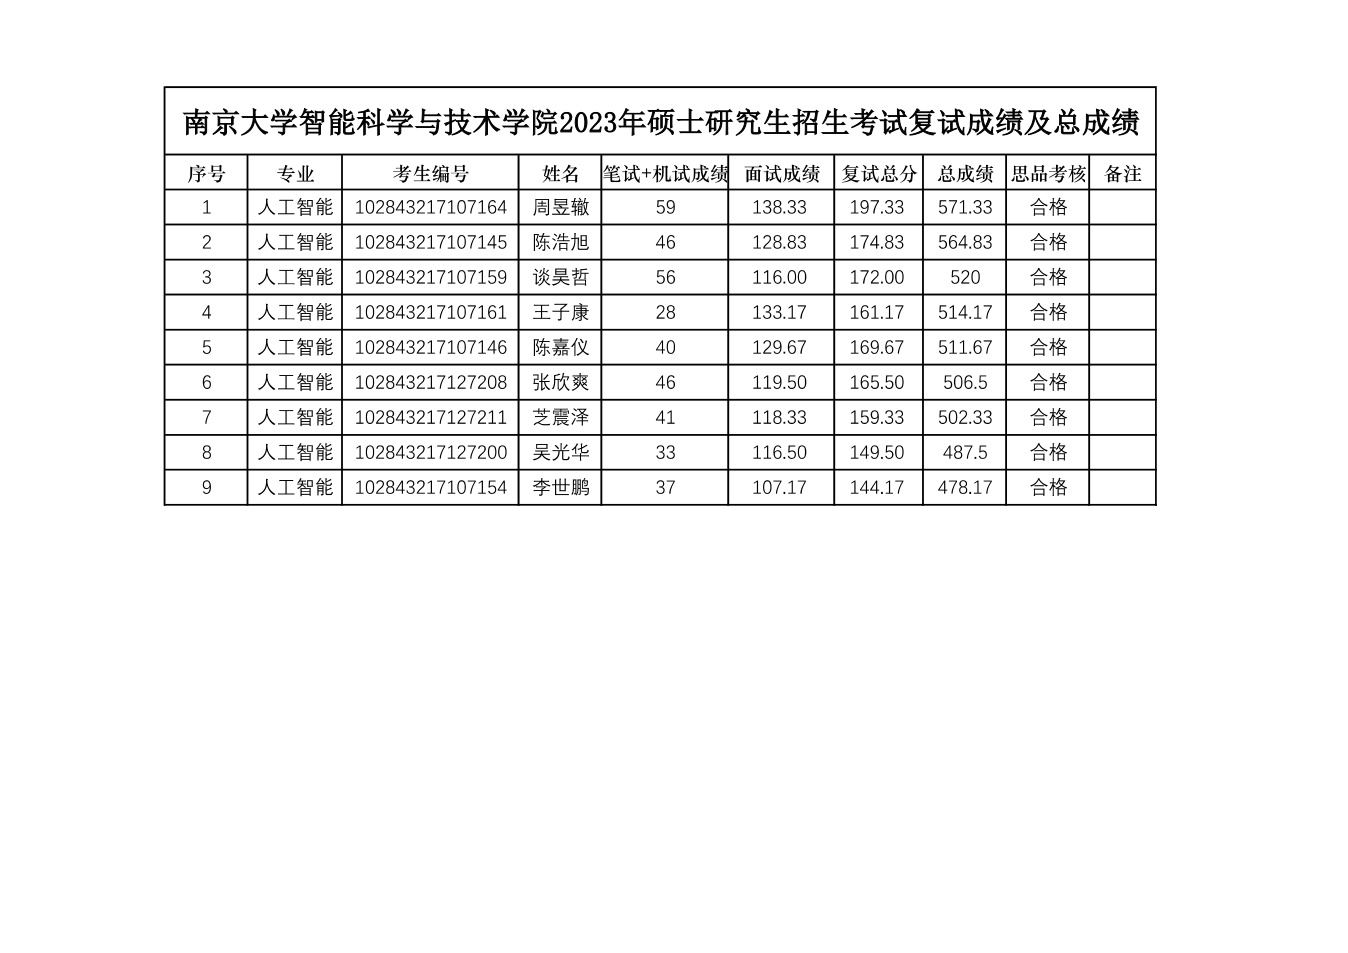 南京大学智能科学与技术学院2023年硕士研究生招生考试复试成绩及总成绩
序号 专业 考生编号 姓名 笔试+机试成绩 面试成绩 复试总分 总成绩 思品考核 备注
1 人工智能 102843217107164 周昱辙 59 138.33 197.33 571.33 合格
2 人工智能 102843217107145 陈浩旭 46 128.83 174.83 564.83 合格
3 人工智能 102843217107159 谈昊哲 56 116.00 172.00 520 合格
4 人工智能 102843217107161 王子康 28 133.17 161.17 514.17 合格
5 人工智能 102843217107146 陈嘉仪 40 129.67 169.67 511.67 合格
6 人工智能 102843217127208 张欣爽 46 119.50 165.50 506.5 合格
7 人工智能 102843217127211 芝震泽 41 118.33 159.33 502.33 合格
8 人工智能 102843217127200 吴光华 33 116.50 149.50 487.5 合格
9 人工智能 102843217107154 李世鹏 37 107.17 144.17 478.17 合格